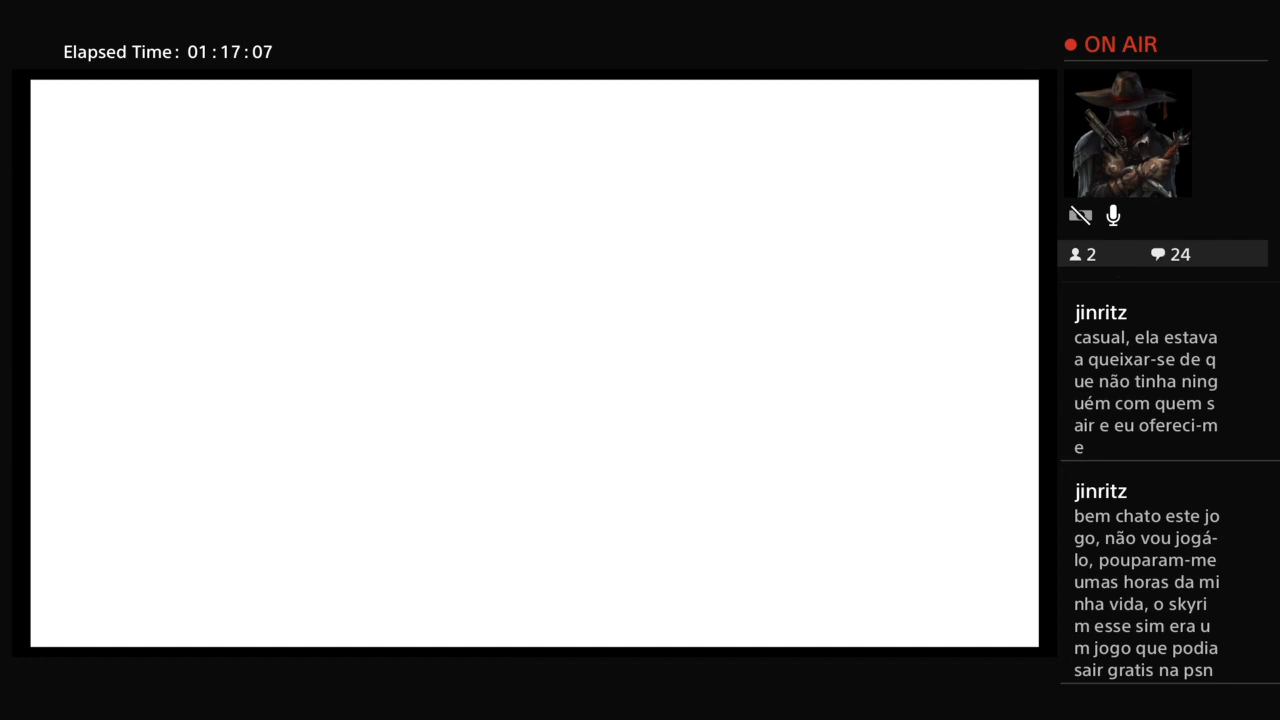 Elapsed Time: 01:17:07
ON AIR
2 24
jinritz
casual, ela estava
a queixar-se de q
ue não tinha ning
uém com quem s
air e eu ofereci-m
e
jinritz
bem chato este jo
go, não vou jogá-
lo, pouparam-me
umas horas da mi
nha vida, o skyri
m esse sim era u
m jogo que podia
sair gratis na psn